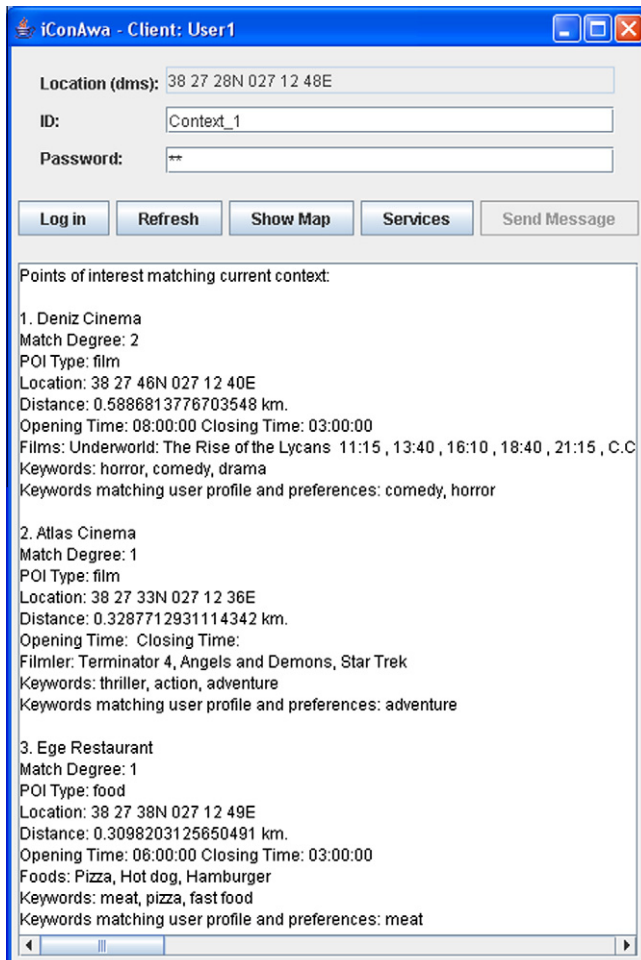 iConAwa - Client: User1
Location (dms): 38 27 28N 027 12 48E
ID: Context_1
Password: **
Log in Refresh Show Map Services Send Message
Points of interest matching current context:
1. Deniz Cinema
Match Degree: 2
POI Type: film
Location: 38 27 46N 027 12 40E
Distance: 0.5886813776703548 km.
Opening Time: 08:00:00 Closing Time: 03:00:00
Films: Underworld: The Rise of the Lycans 11:15 , 13:40 , 16:10 , 18:40 , 21:15 , C.C
Keywords: horror, comedy, drama
Keywords matching user profile and preferences: comedy, horror
2. Atlas Cinema
Match Degree: 1
POI Type: film
Location: 38 27 33N 027 12 36E
Distance: 0.3287712931114342 km.
Opening Time: Closing Time:
Filmler: Terminator 4, Angels and Demons, Star Trek
Keywords: thriller, action, adventure
Keywords matching user profile and preferences: adventure
3. Ege Restaurant
Match Degree: 1
POI Type: food
Location: 38 27 38N 027 12 49E
Distance: 0.3098203125650491 km.
Opening Time: 06:00:00 Closing Time: 03:00:00
Foods: Pizza, Hot dog, Hamburger
Keywords: meat, pizza, fast food
Keywords matching user profile and preferences: meat